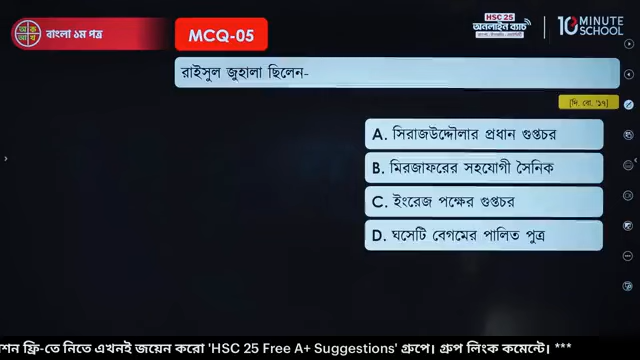 বাংলা ১ম পত্র
MCQ-05
HSC 25
অনলাইন ব্যাচ
10 MINUTE SCHOOL
রাইসুল জুহালা ছিলেন-
[দি. বো. '১৭]
A. সিরাজউদ্দৌলার প্রধান গুপ্তচর
B. মিরজাফরের সহযোগী সৈনিক
C. ইংরেজ পক্ষের গুপ্তচর
D. ঘসেটি বেগমের পালিত পুত্র
শন ফ্রি-তে নিতে এখনই জয়েন করো 'HSC 25 Free A+ Suggestions' গ্রুপে। গ্রুপ লিংক কমেন্টে। ***